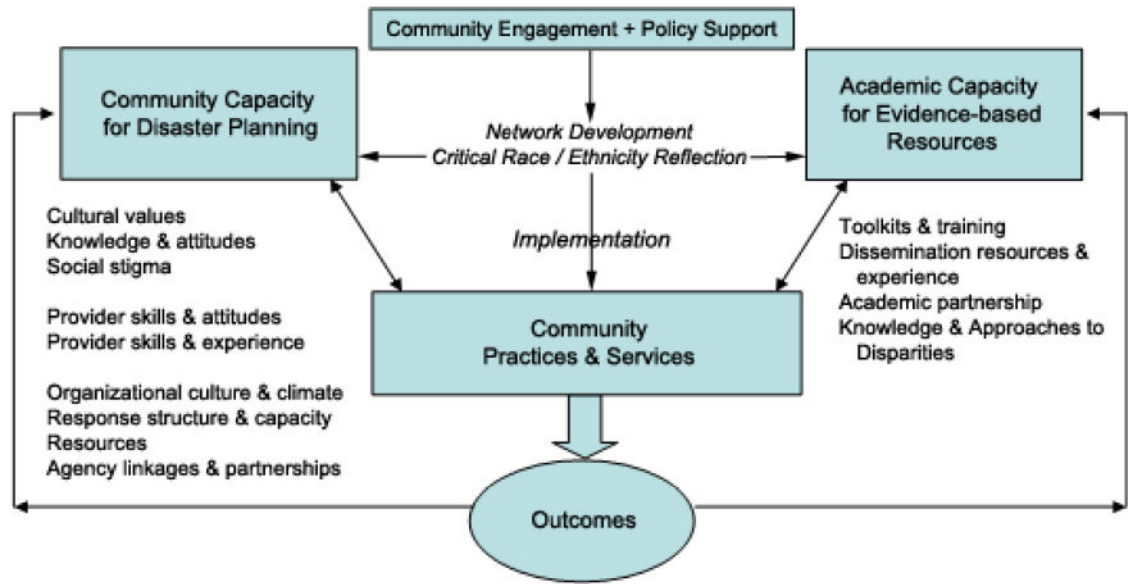 Community Engagement + Policy Support
Community Capacity
for Disaster Planning
Academic Capacity
for Evidence-based
Resources
Network Development
Critical Race / Ethnicity Reflection
Implementation
Cultural values
Knowledge & attitudes
Social stigma
Provider skills & attitudes
Provider skills & experience
Organizational culture & climate
Response structure & capacity
Resources
Agency linkages & partnerships
Toolkits & training
Dissemination resources &
experience
Academic partnership
Knowledge & Approaches to
Disparities
Community
Practices & Services
Outcomes